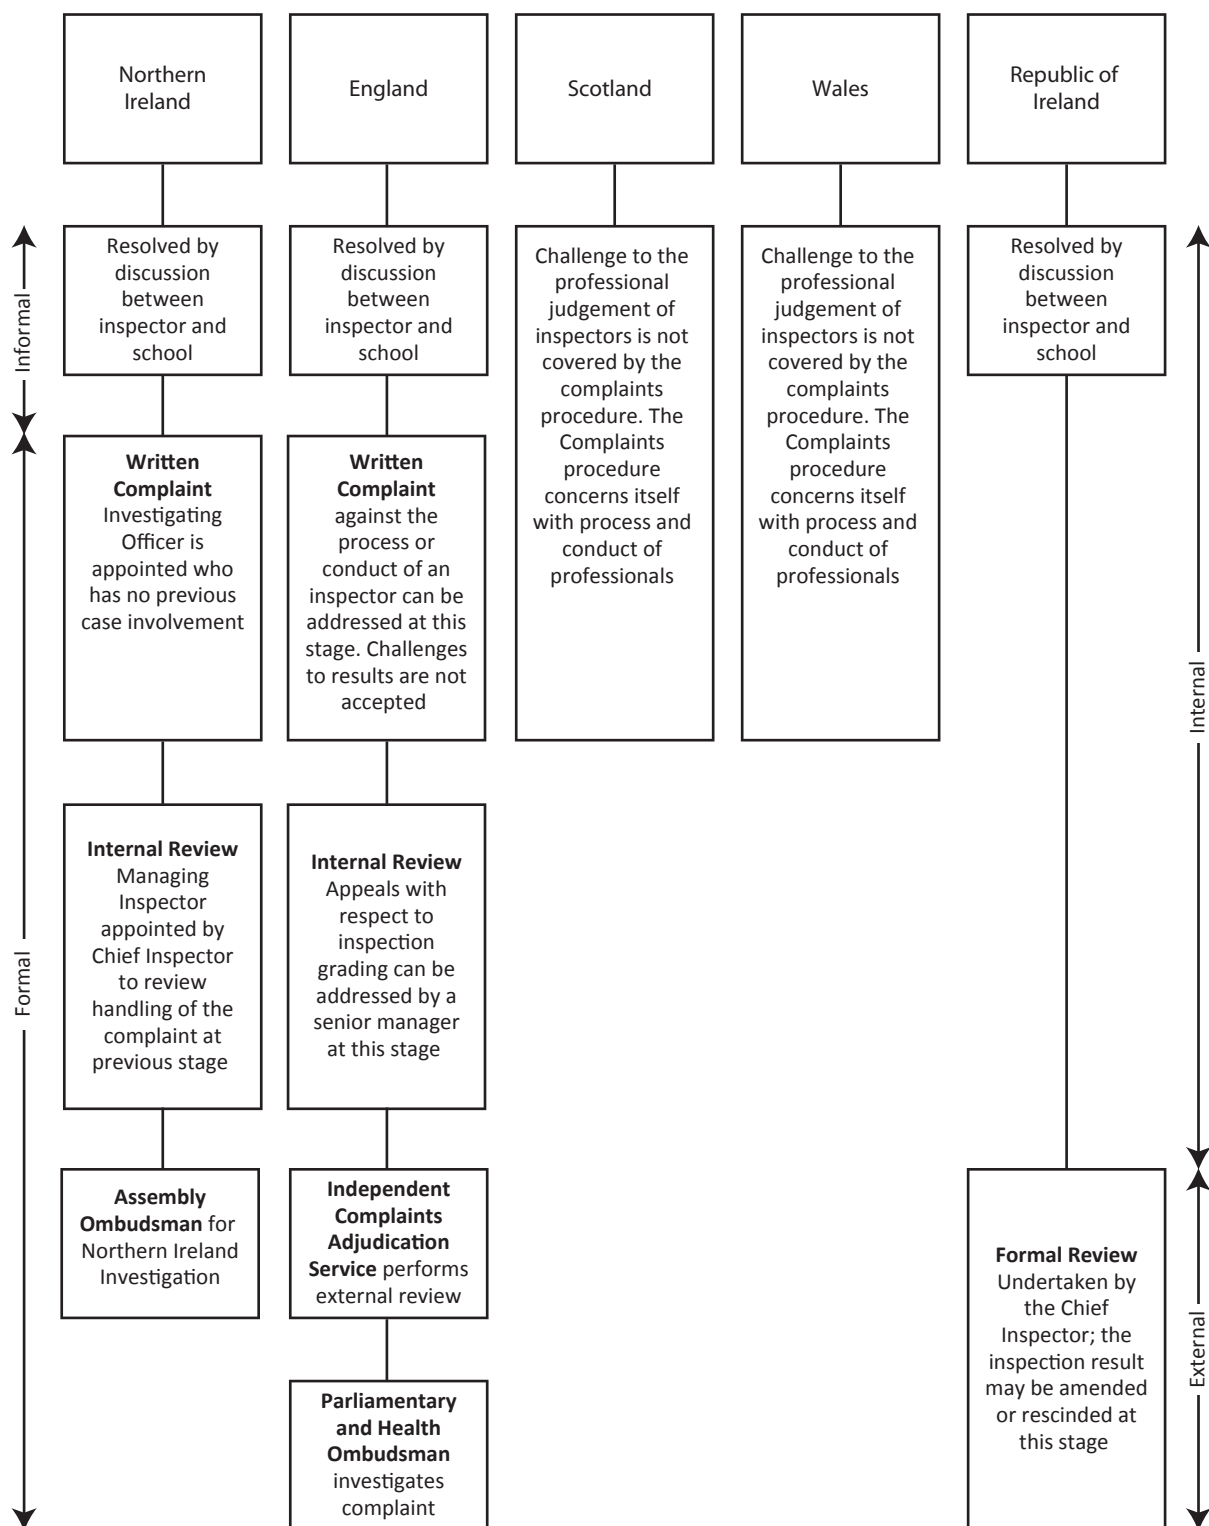 Northern
Ireland
England
Scotland
Wales
Republic of
Ireland
Informal
Formal
Resolved by
discussion
between
inspector and
school
Written
Complaint
Investigating
Officer is
appointed who
has no previous
case involvement
Internal Review
Managing
Inspector
appointed by
Chief Inspector
to review
handling of the
complaint at
previous stage
Assembly
Ombudsman for
Northern Ireland
Investigation
Resolved by
discussion
between
inspector and
school
Written
Complaint
against the
process or
conduct of an
inspector can be
addressed at this
stage. Challenges
to results are not
accepted
Internal Review
Appeals with
respect to
inspection
grading can be
addressed by a
senior manager
at this stage
Independent
Complaints
Adjudication
Service performs
external review
Parliamentary
and Health
Ombudsman
investigates
complaint
Challenge to the
professional
judgement of
inspectors is not
covered by the
complaints
procedure. The
Complaints
procedure
concerns itself
with process and
conduct of
professionals
Challenge to the
professional
judgement of
inspectors is not
covered by the
complaints
procedure. The
Complaints
procedure
concerns itself
with process and
conduct of
professionals
Resolved by
discussion
between
inspector and
school
Formal Review
Undertaken by
the Chief
Inspector; the
inspection result
may be amended
or rescinded at
this stage
Internal
External